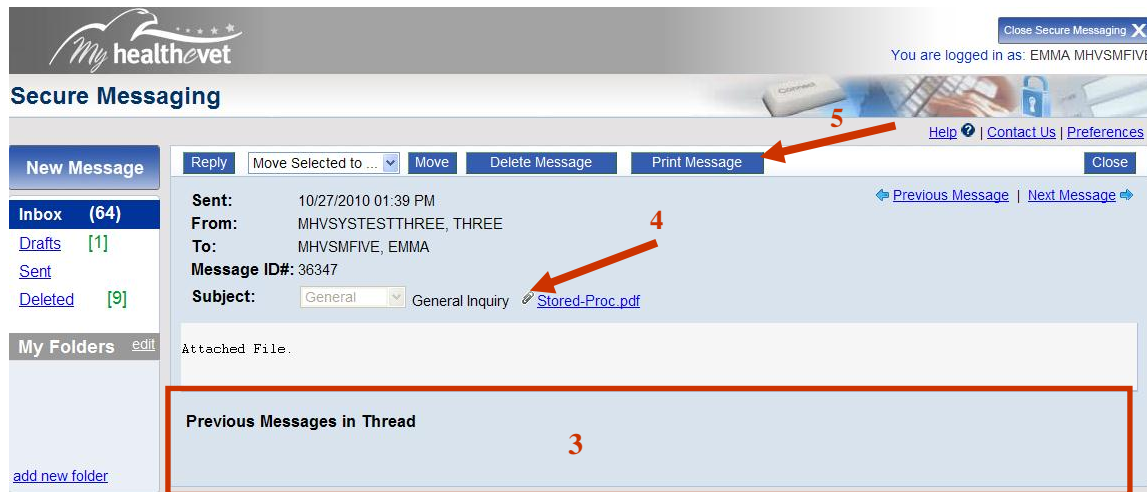 My healthevet
Close Secure Messaging X
You are logged in as: EMMA MHVSMFIVE
Secure Messaging
Connect
5
Help ? | Contact Us | Preferences
New Message
Reply Move Selected to ... Move Delete Message Print Message Close
Inbox (64)
Drafts [1]
Sent
Deleted [9]
My Folders edit
add new folder
Previous Message | Next Message
Sent: 10/27/2010 01:39 PM
From: MHVSYSTESTTHREE, THREE
4
To: MHVSMFIVE, EMMA
Message ID#: 36347
Subject: General General Inquiry Stored-Proc.pdf
Attached File.
Previous Messages in Thread
3